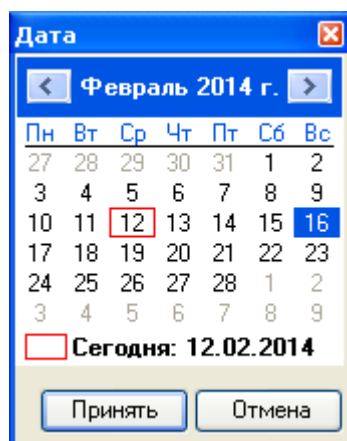 Дата
Февраль 2014 г.
Пн Вт Ср Чт Пт Сб Вс
27 28 29 30 31 1 2
3 4 5 6 7 8 9
10 11 12 13 14 15 16
17 18 19 20 21 22 23
24 25 26 27 28 1 2
3 4 5 6 7 8 9
Сегодня: 12.02.2014
Принять Отмена